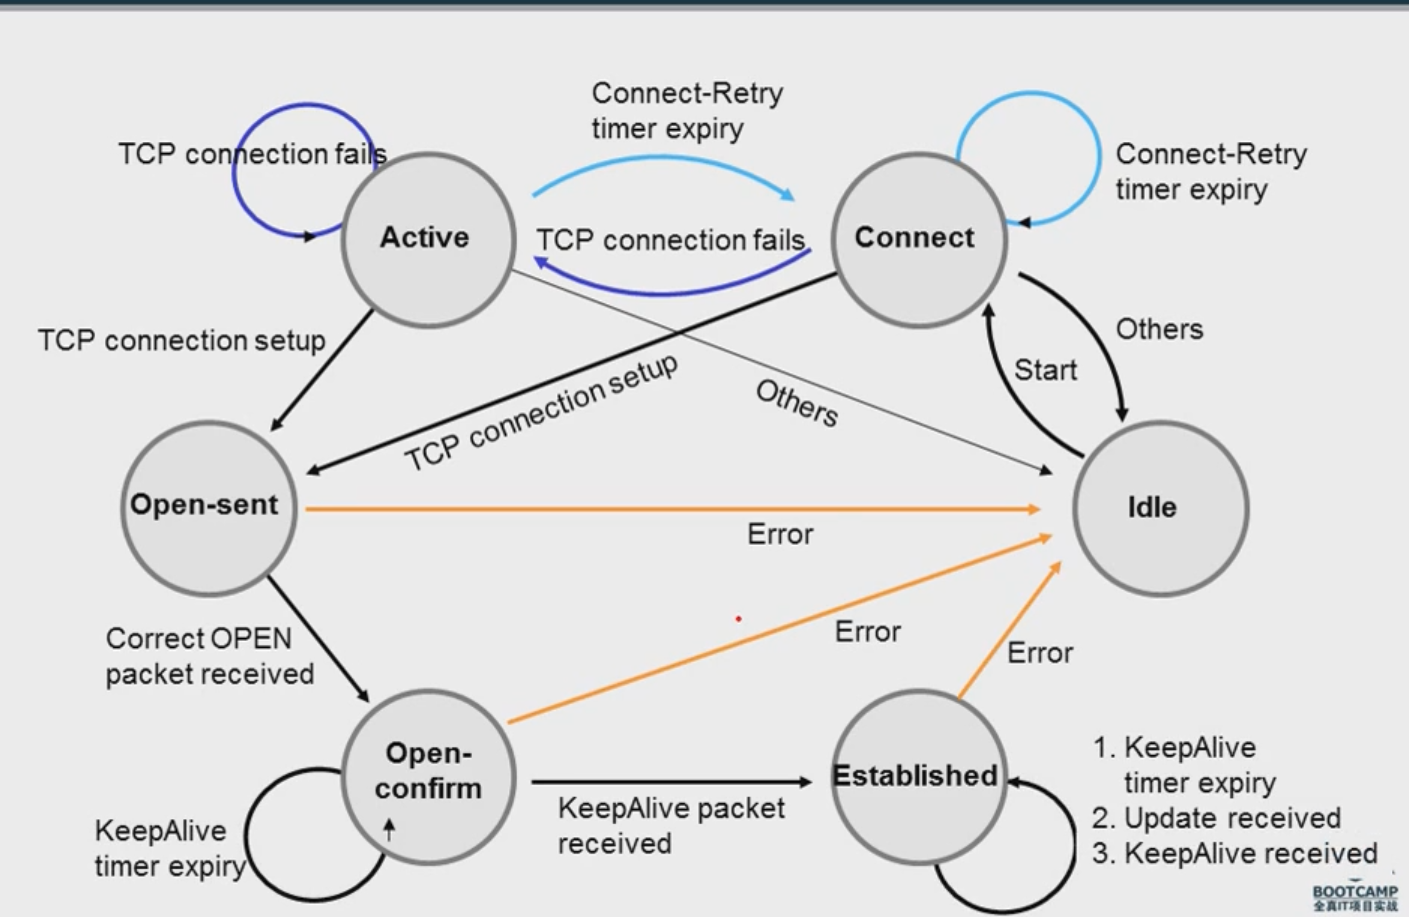 Connect-Retry
timer expiry
TCP connection fails
Connect-Retry
timer expiry
Active
TCP connection fails
Connect
TCP connection setup
Others
Start
TCP connection setup
Others
Open-sent
Idle
Error
Correct OPEN
packet received
Error
Error
Open-
confirm
Established
1. KeepAlive
timer expiry
KeepAlive packet
received
2. Update received
KeepAlive
timer expiry
3. KeepAlive received
BOOTCAMP
全真IT项目实战